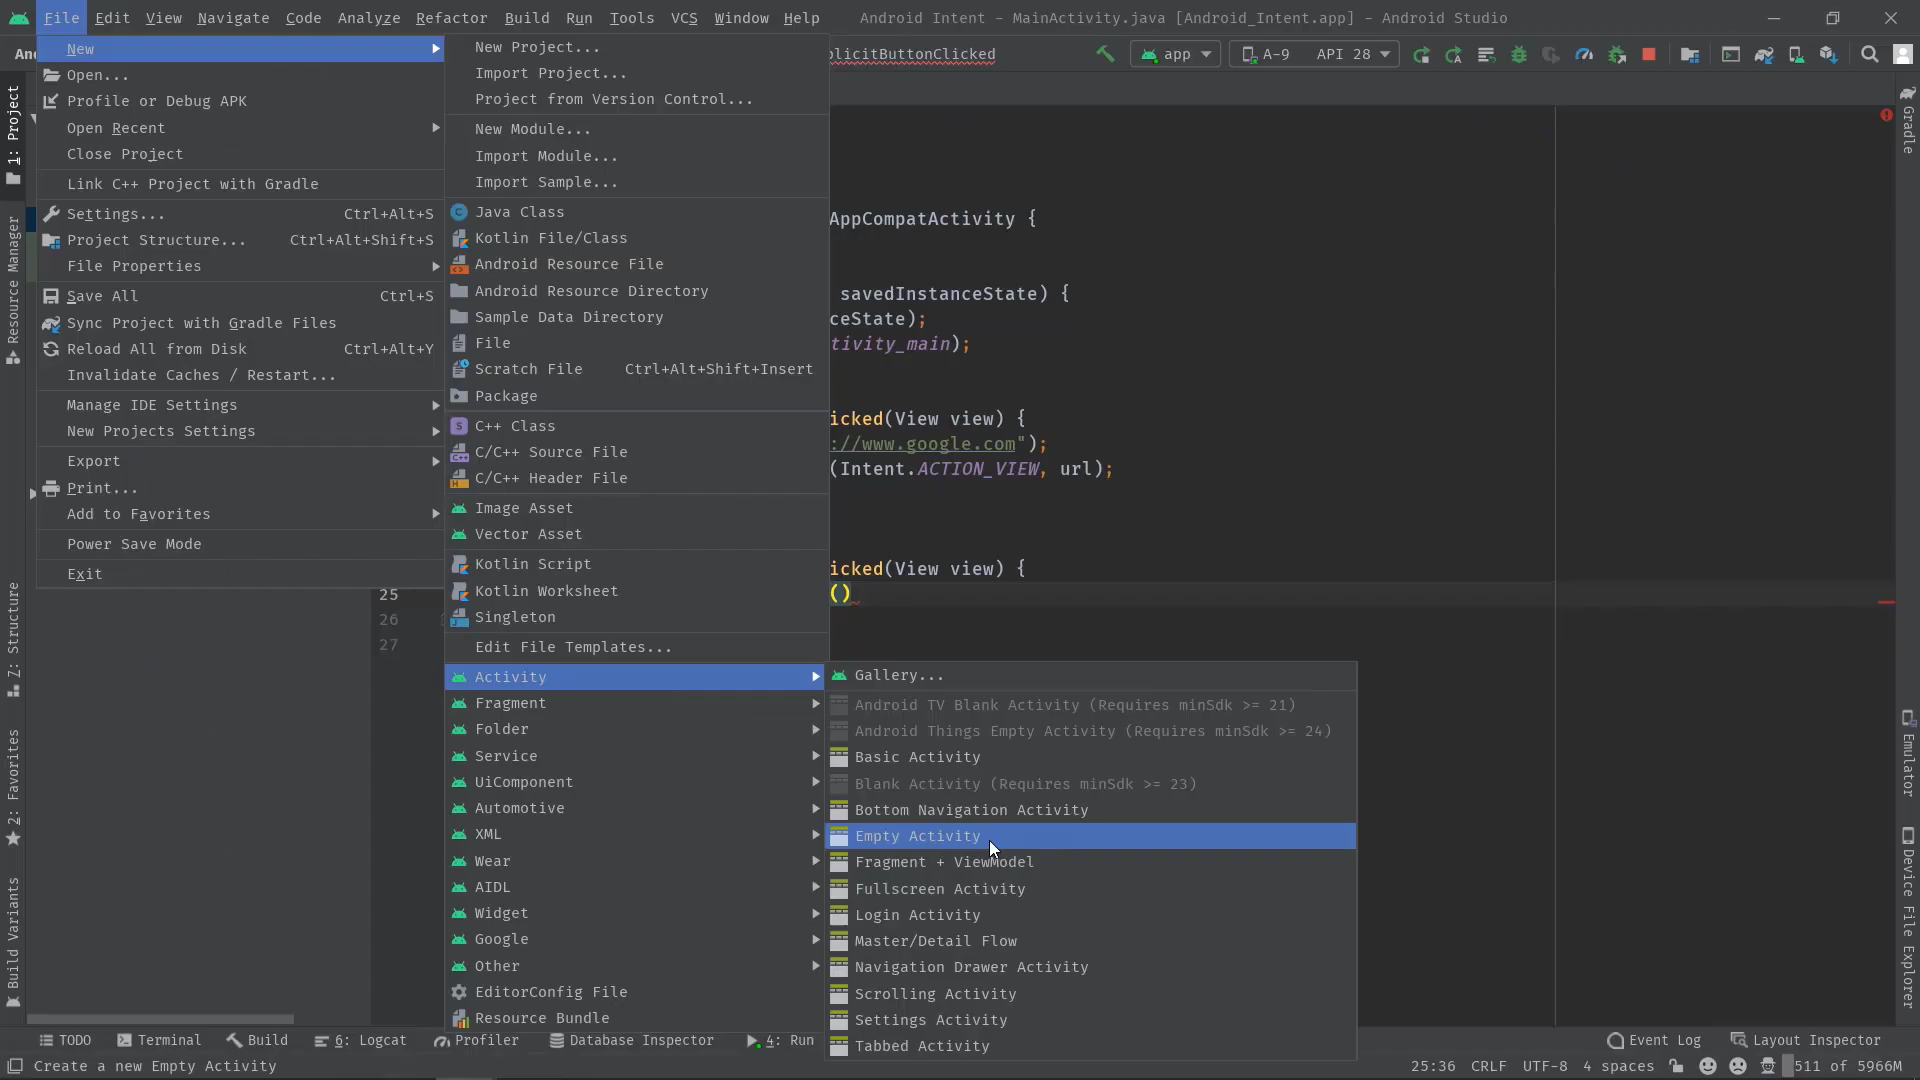 File Edit View Navigate Code Analyze Refactor Build Run Tools VCS Window Help Android Intent - MainActivity.java [Android_Intent.app] - Android Studio
plicitButtonClicked app A-9 API 28
New
Open...
Profile or Debug APK
Open Recent
Close Project
Link C++ Project with Gradle
Settings... Ctrl+Alt+S
Project Structure... Ctrl+Alt+Shift+S
File Properties
Save All Ctrl+S
Sync Project with Gradle Files
Reload All from Disk Ctrl+Alt+Y
Invalidate Caches / Restart...
Manage IDE Settings
New Projects Settings
Export
Print...
Add to Favorites
Power Save Mode
Exit
New Project...
Import Project...
Project from Version Control...
New Module...
Import Module...
Import Sample...
Java Class
Kotlin File/Class
Android Resource File
Android Resource Directory
Sample Data Directory
File
Scratch File Ctrl+Alt+Shift+Insert
Package
C++ Class
C/C++ Source File
C/C++ Header File
Image Asset
Vector Asset
Kotlin Script
Kotlin Worksheet
Singleton
Edit File Templates...
Activity
Fragment
Folder
Service
UiComponent
Automotive
XML
Wear
AIDL
Widget
Google
Other
EditorConfig File
Resource Bundle
Gallery...
Android TV Blank Activity (Requires minSdk >= 21)
Android Things Empty Activity (Requires minSdk >= 24)
Basic Activity
Blank Activity (Requires minSdk >= 23)
Bottom Navigation Activity
Empty Activity
Fragment + ViewModel
Fullscreen Activity
Login Activity
Master/Detail Flow
Navigation Drawer Activity
Scrolling Activity
Settings Activity
Tabbed Activity
AppCompatActivity {
savedInstanceState) {
ceState);
tivity_main);
icked(View view) {
://www.google.com");
(Intent.ACTION_VIEW, url);
icked(View view) {
()
25
26
27
1: Project
Resource Manager
Z: Structure
2: Favorites
Build Variants
Gradle
Emulator
Device File Explorer
TODO Terminal Build 6: Logcat Profiler Database Inspector 4: Run Event Log Layout Inspector
Create a new Empty Activity 25:36 CRLF UTF-8 4 spaces 511 of 5966M